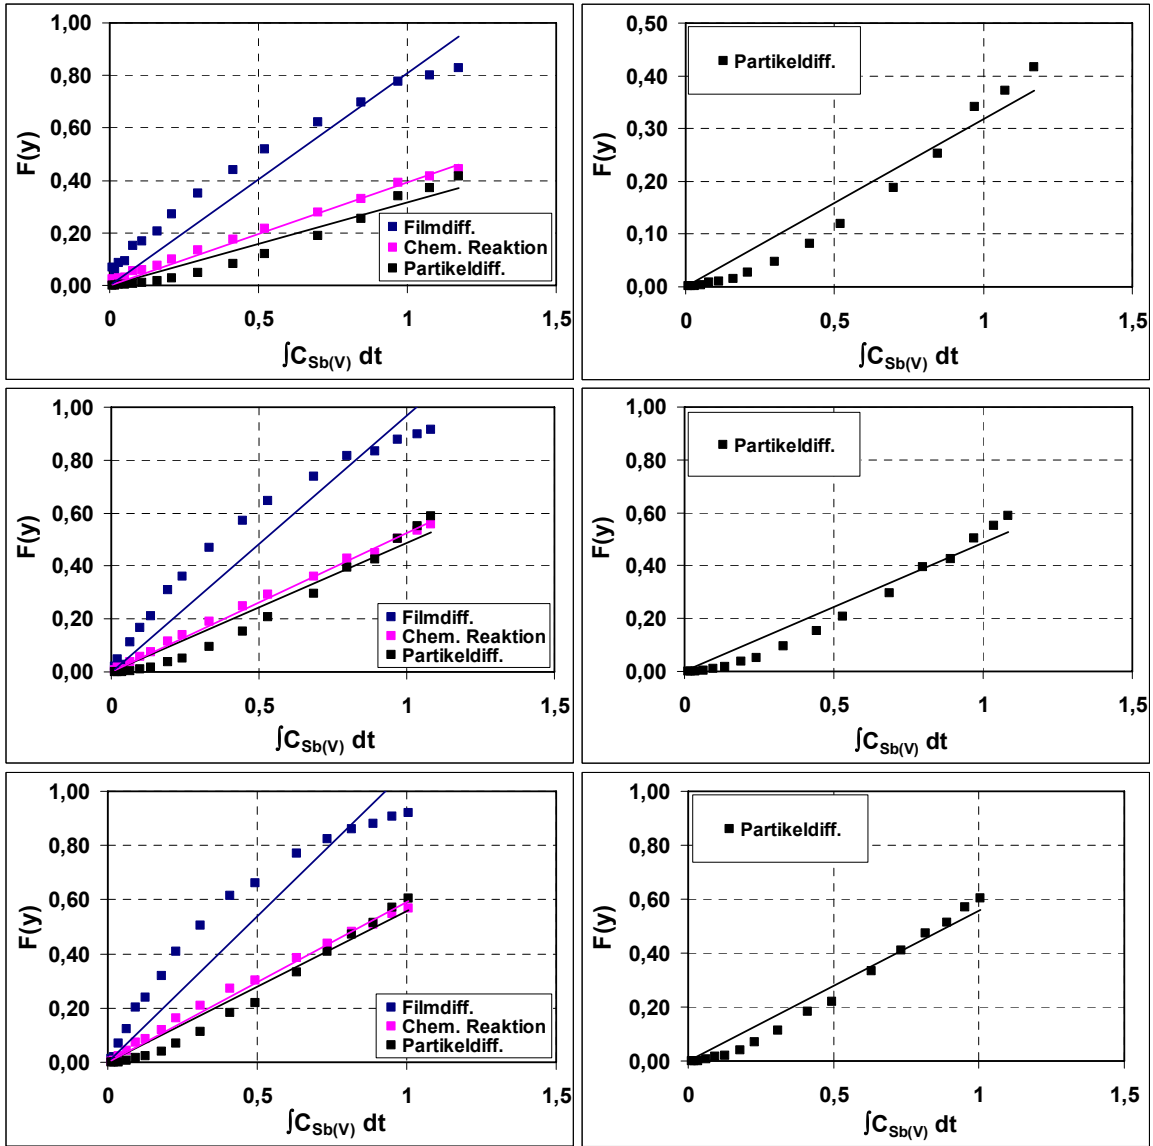 1,00
0,80
0,60
0,40
0,20
0,00
F(y)
0
0,5
1
1,5
∫C_Sb(V) dt
Filmdiff.
Chem. Reaktion
Partikeldiff.
0,50
0,40
0,30
0,20
0,10
0,00
F(y)
0
0,5
1
1,5
∫C_Sb(V) dt
Partikeldiff.
1,00
0,80
0,60
0,40
0,20
0,00
F(y)
0
0,5
1
1,5
∫C_Sb(V) dt
Filmdiff.
Chem. Reaktion
Partikeldiff.
1,00
0,80
0,60
0,40
0,20
0,00
F(y)
0
0,5
1
1,5
∫C_Sb(V) dt
Partikeldiff.
1,00
0,80
0,60
0,40
0,20
0,00
F(y)
0
0,5
1
1,5
∫C_Sb(V) dt
Filmdiff.
Chem. Reaktion
Partikeldiff.
1,00
0,80
0,60
0,40
0,20
0,00
F(y)
0
0,5
1
1,5
∫C_Sb(V) dt
Partikeldiff.